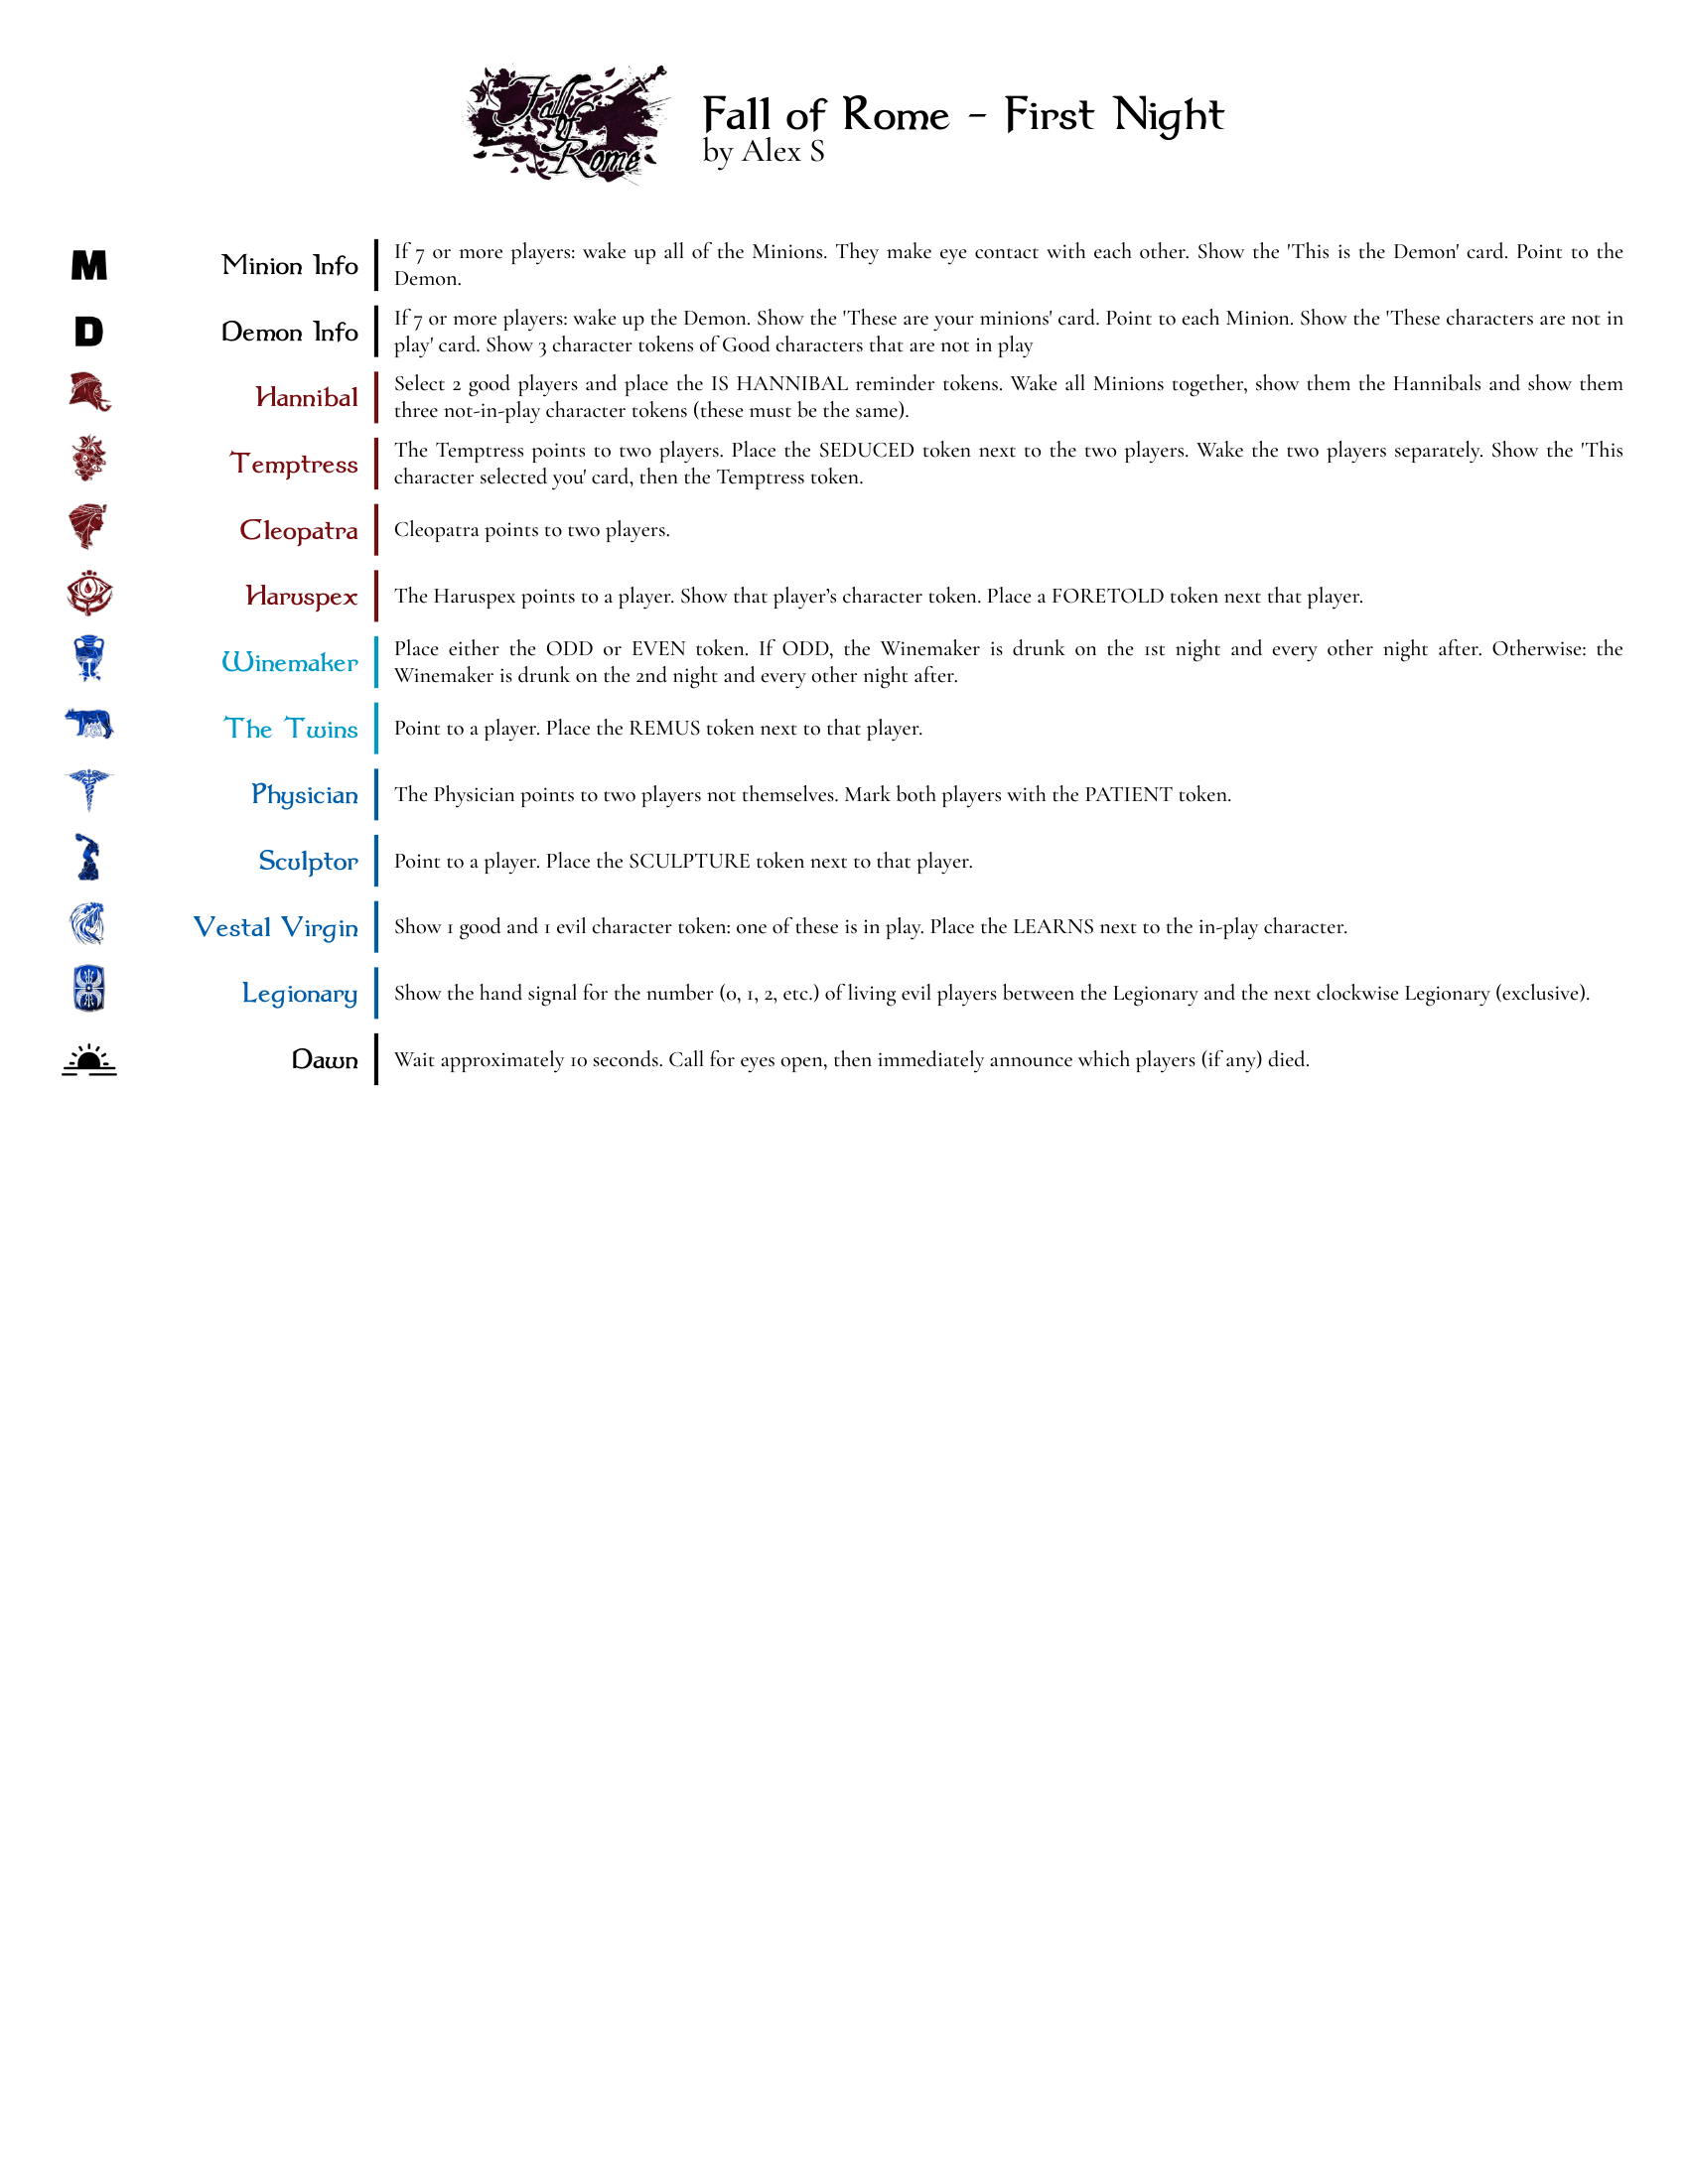 Fall
of
Rome
Fall of Rome - First Night
by Alex S
M
Minion Info
If 7 or more players: wake up all of the Minions. They make eye contact with each other. Show the 'This is the Demon' card. Point to the
Demon.
D
Demon Info
If 7 or more players: wake up the Demon. Show the 'These are your minions' card. Point to each Minion. Show the 'These characters are not in
play' card. Show 3 character tokens of Good characters that are not in play
Hannibal
Select 2 good players and place the IS HANNIBAL reminder tokens. Wake all Minions together, show them the Hannibals and show them
three not-in-play character tokens (these must be the same).
Temptress
The Temptress points to two players. Place the SEDUCED token next to the two players. Wake the two players separately. Show the 'This
character selected you' card, then the Temptress token.
Cleopatra
Cleopatra points to two players.
Haruspex
The Haruspex points to a player. Show that player’s character token. Place a FORETOLD token next that player.
Winemaker
Place either the ODD or EVEN token. If ODD, the Winemaker is drunk on the 1st night and every other night after. Otherwise: the
Winemaker is drunk on the 2nd night and every other night after.
The Twins
Point to a player. Place the REMUS token next to that player.
Physician
The Physician points to two players not themselves. Mark both players with the PATIENT token.
Sculptor
Point to a player. Place the SCULPTURE token next to that player.
Vestal Virgin
Show 1 good and 1 evil character token: one of these is in play. Place the LEARNS next to the in-play character.
Legionary
Show the hand signal for the number (0, 1, 2, etc.) of living evil players between the Legionary and the next clockwise Legionary (exclusive).
Dawn
Wait approximately 10 seconds. Call for eyes open, then immediately announce which players (if any) died.